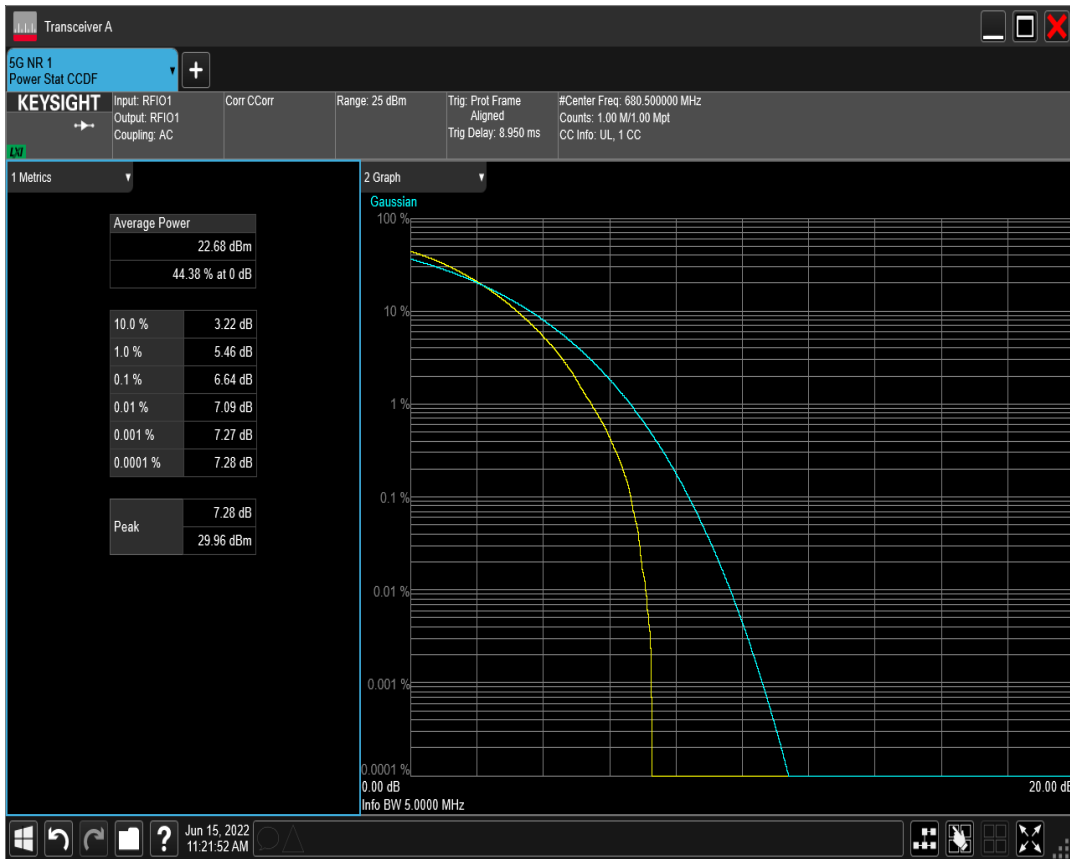 Transceiver A
5G NR 1
Power Stat CCDF
KEYSIGHT
LXI
Input: RFIO1
Output: RFIO1
Coupling: AC
Corr CCorr
Range: 25 dBm
Trig: Prot Frame
Aligned
Trig Delay: 8.950 ms
#Center Freq: 680.500000 MHz
Counts: 1.00 M/1.00 Mpt
CC Info: UL, 1 CC
1 Metrics
Average Power
22.68 dBm
44.38 % at 0 dB
10.0 % 3.22 dB
1.0 % 5.46 dB
0.1 % 6.64 dB
0.01 % 7.09 dB
0.001 % 7.27 dB
0.0001 % 7.28 dB
Peak 7.28 dB
29.96 dBm
2 Graph
Gaussian
100 %
10 %
1 %
0.1 %
0.01 %
0.001 %
0.0001 %
0.00 dB 20.00 dB
Info BW 5.0000 MHz
?
Jun 15, 2022
11:21:52 AM